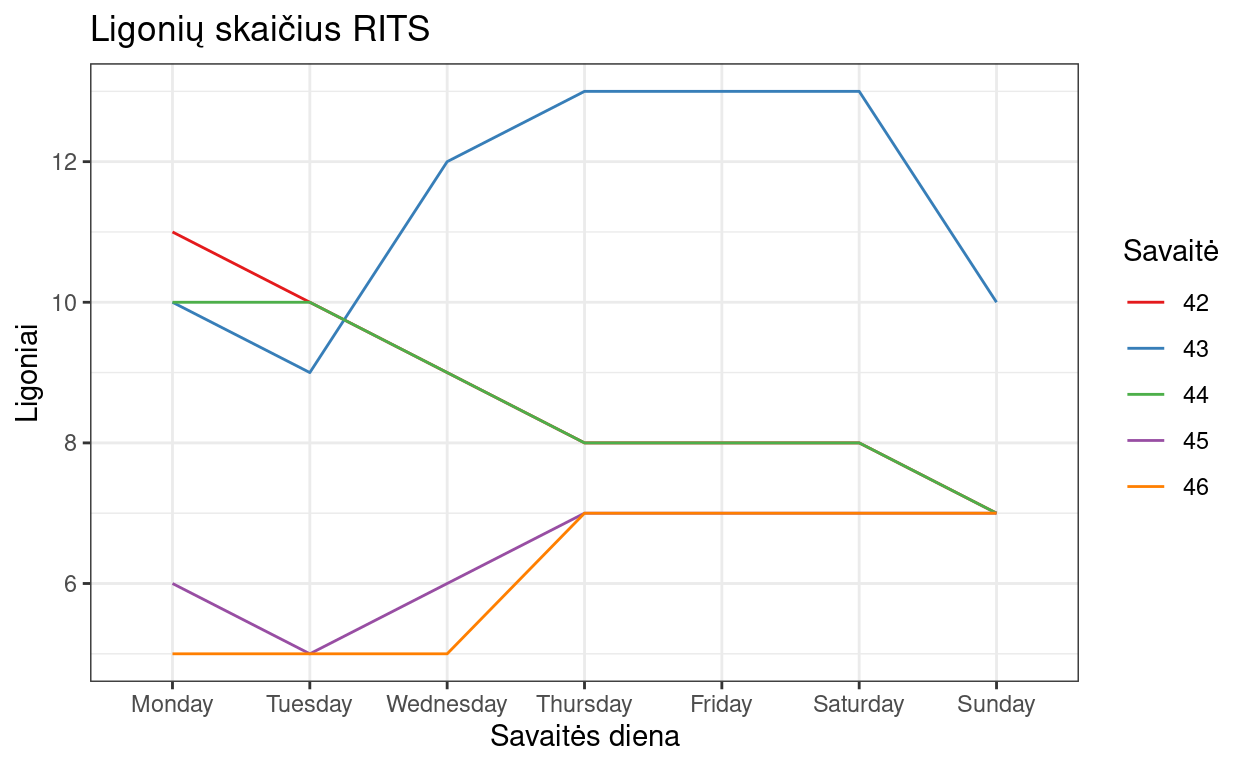 Ligonių skaičius RITS
12
10
8
6
Ligoniai
Monday Tuesday Wednesday Thursday Friday Saturday Sunday
Savaitės diena
Savaitė
42
43
44
45
46